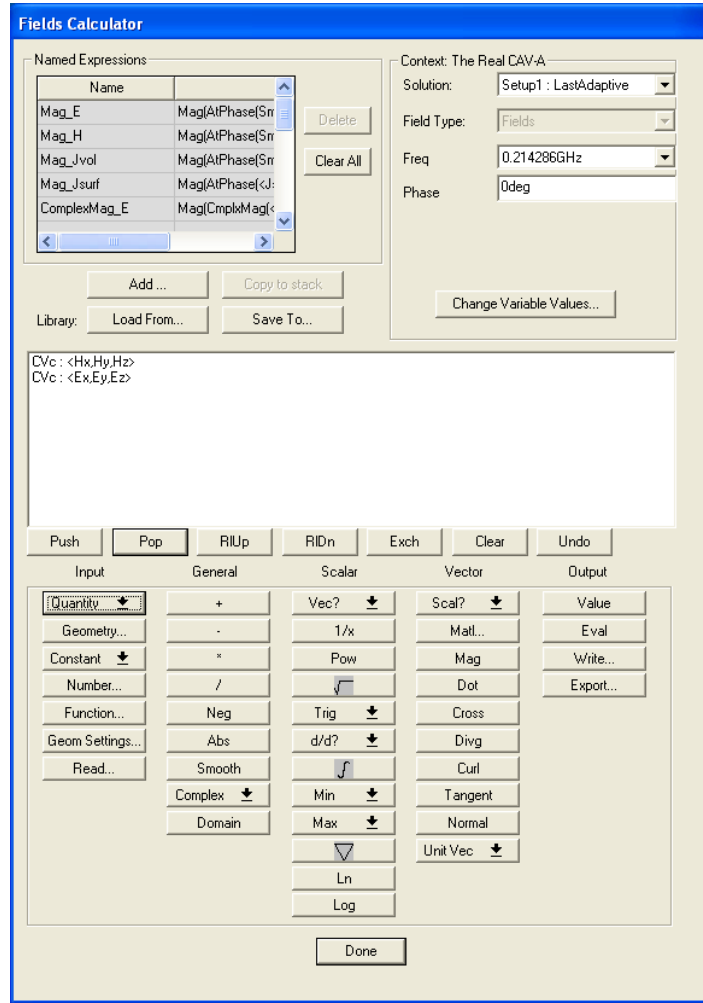 Fields Calculator
Named Expressions
Name
Mag_E Mag(AtPhase(Sm
Mag_H Mag(AtPhase(Sm
Mag_Jvol Mag(AtPhase(Sm
Mag_Jsurf Mag(AtPhase(<J
ComplexMag_E Mag(CmplxMag(<
Delete
Clear All
Add ... Copy to stack
Library: Load From... Save To...
Context: The Real CAV-A
Solution: Setup1 : LastAdaptive
Field Type: Fields
Freq 0.214286GHz
Phase 0deg
Change Variable Values...
CVc : <Hx,Hy,Hz>
CVc : <Ex,Ey,Ez>
Push Pop RlUp RlDn Exch Clear Undo
Input General Scalar Vector Output
Quantity + Vec? Scal? Value
Geometry... - 1/x Matl... Eval
Constant * Pow Mag Write...
Number... / √ Dot Export...
Function... Neg Trig Cross
Geom Settings... Abs d/d? Divg
Read... Smooth ∫ Curl
Complex Min Tangent
Domain Max Normal
▽ Unit Vec
Ln
Log
Done